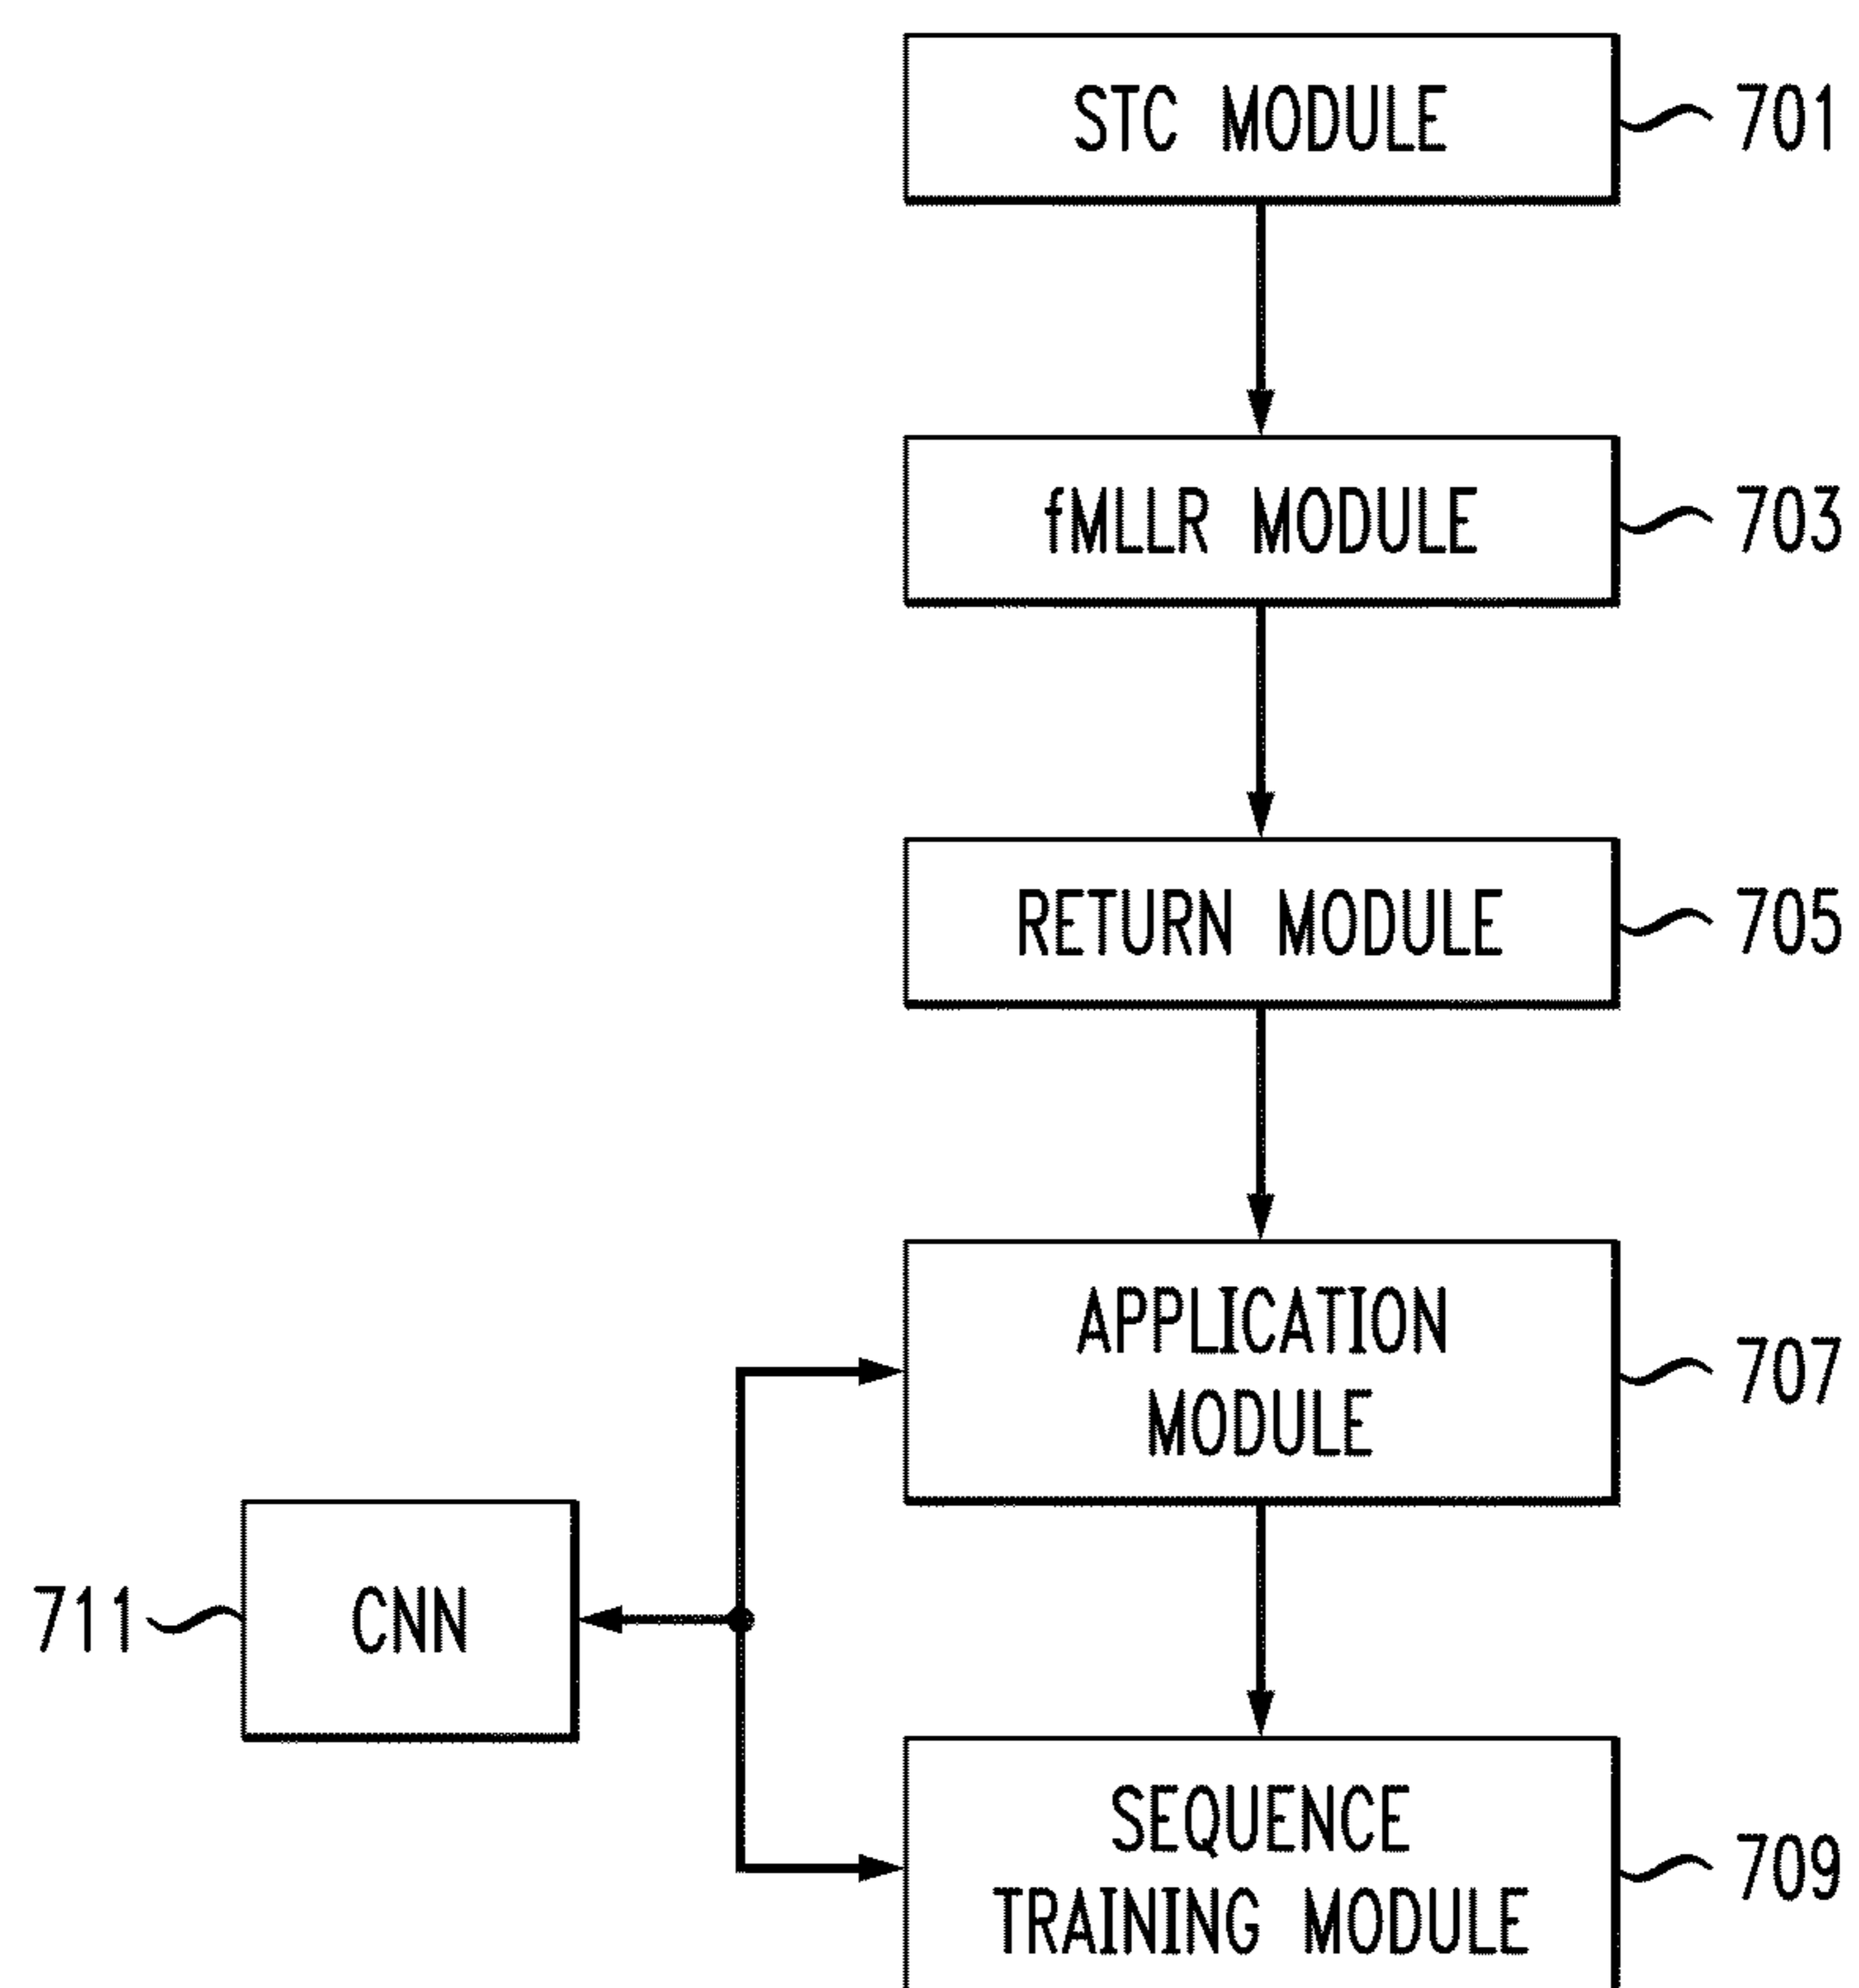 STC MODULE
701
fMLLR MODULE
703
RETURN MODULE
705
APPLICATION
MODULE
707
711
CNN
SEQUENCE
TRAINING MODULE
709